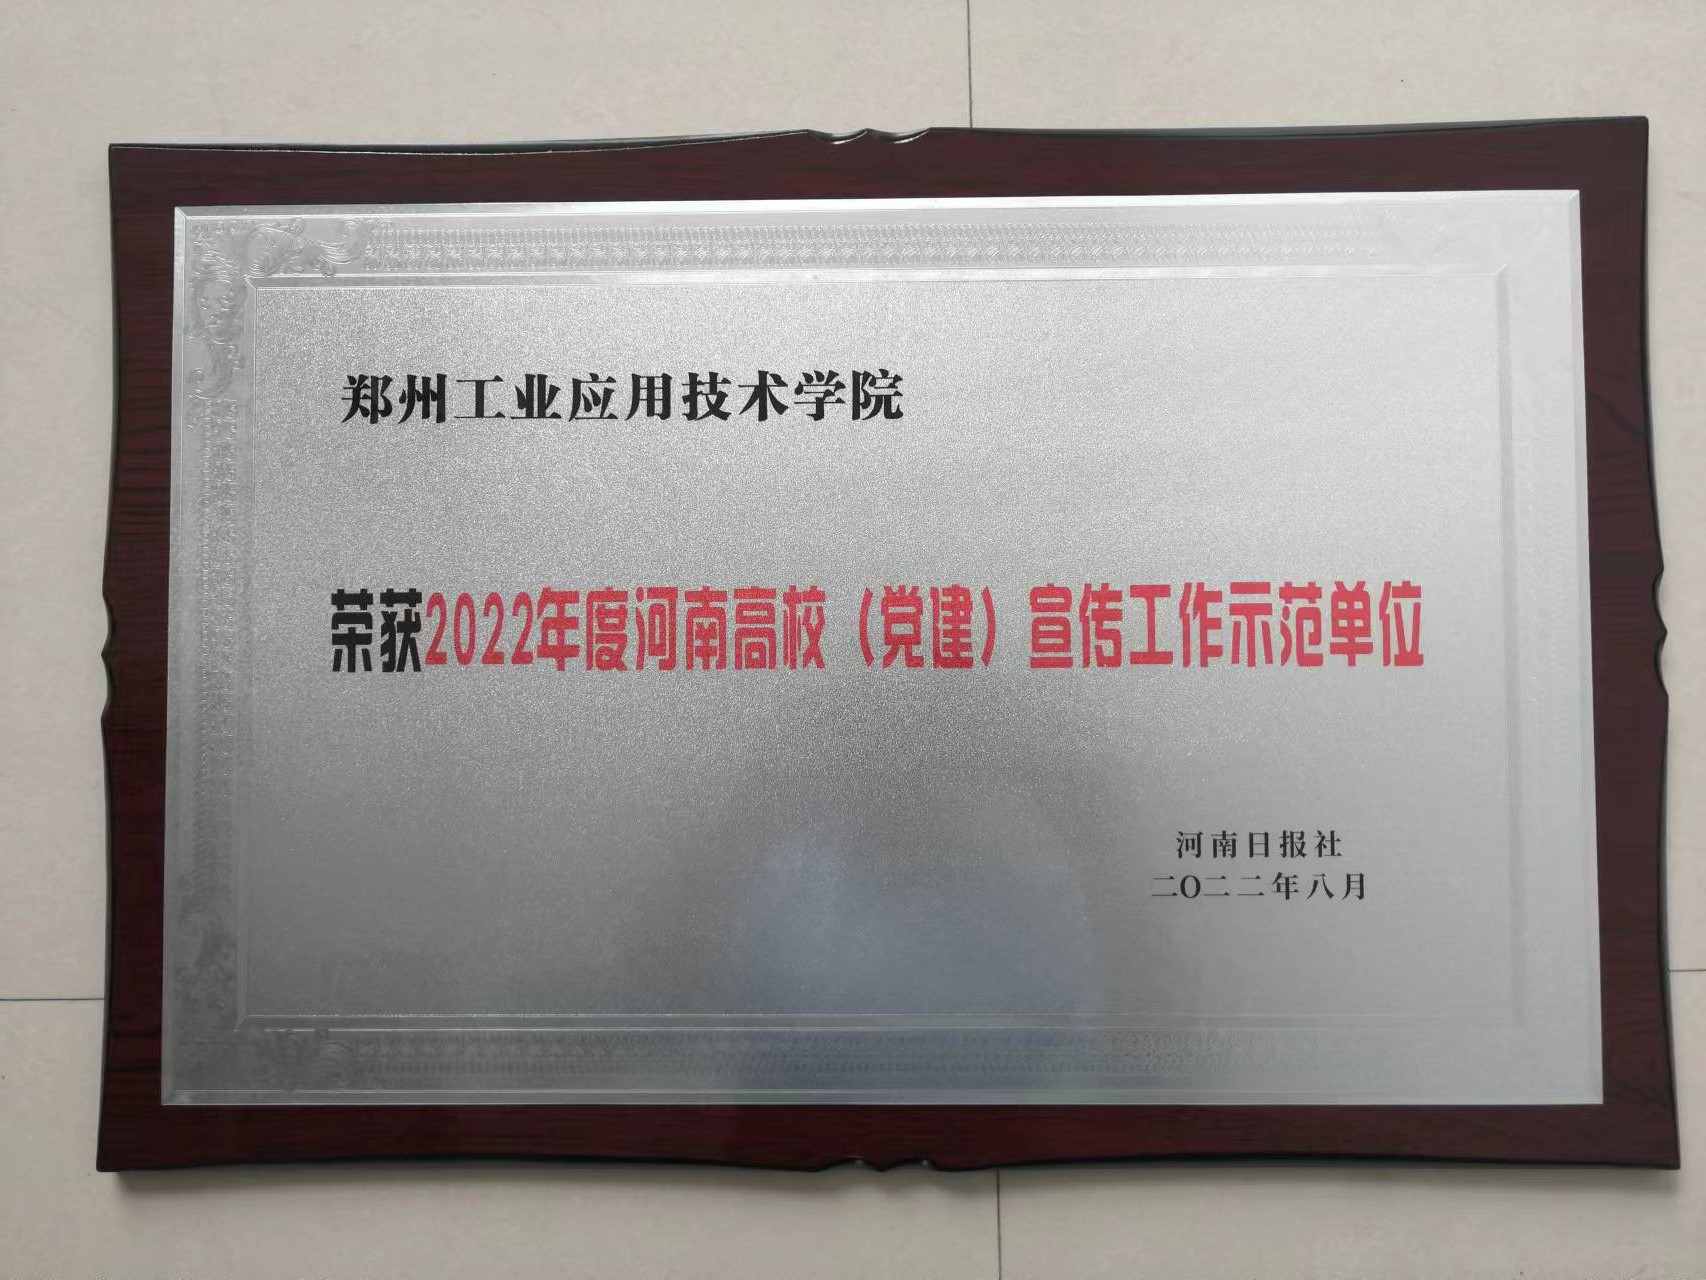 郑州工业应用技术学院
荣获2022年度河南高校（党建）宣传工作示范单位
河南日报社
二〇二二年八月